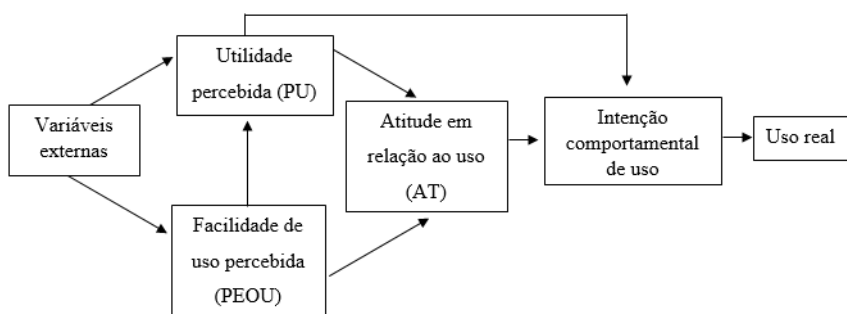 Utilidade
percebida (PU)
Variáveis
externas
Facilidade de
uso percebida
(PEOU)
Atitude em
relação ao uso
(AT)
Intenção
comportamental
de uso
Uso real